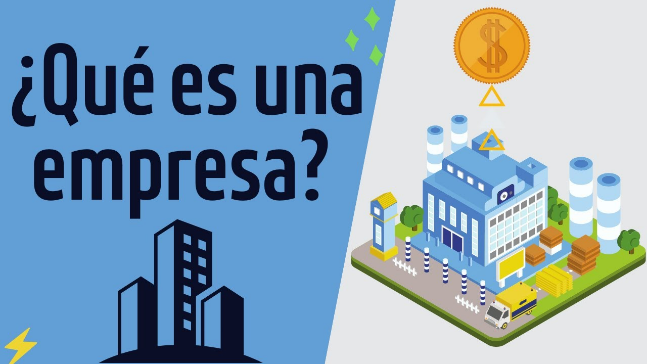 ¿Qué es una
empresa?
$